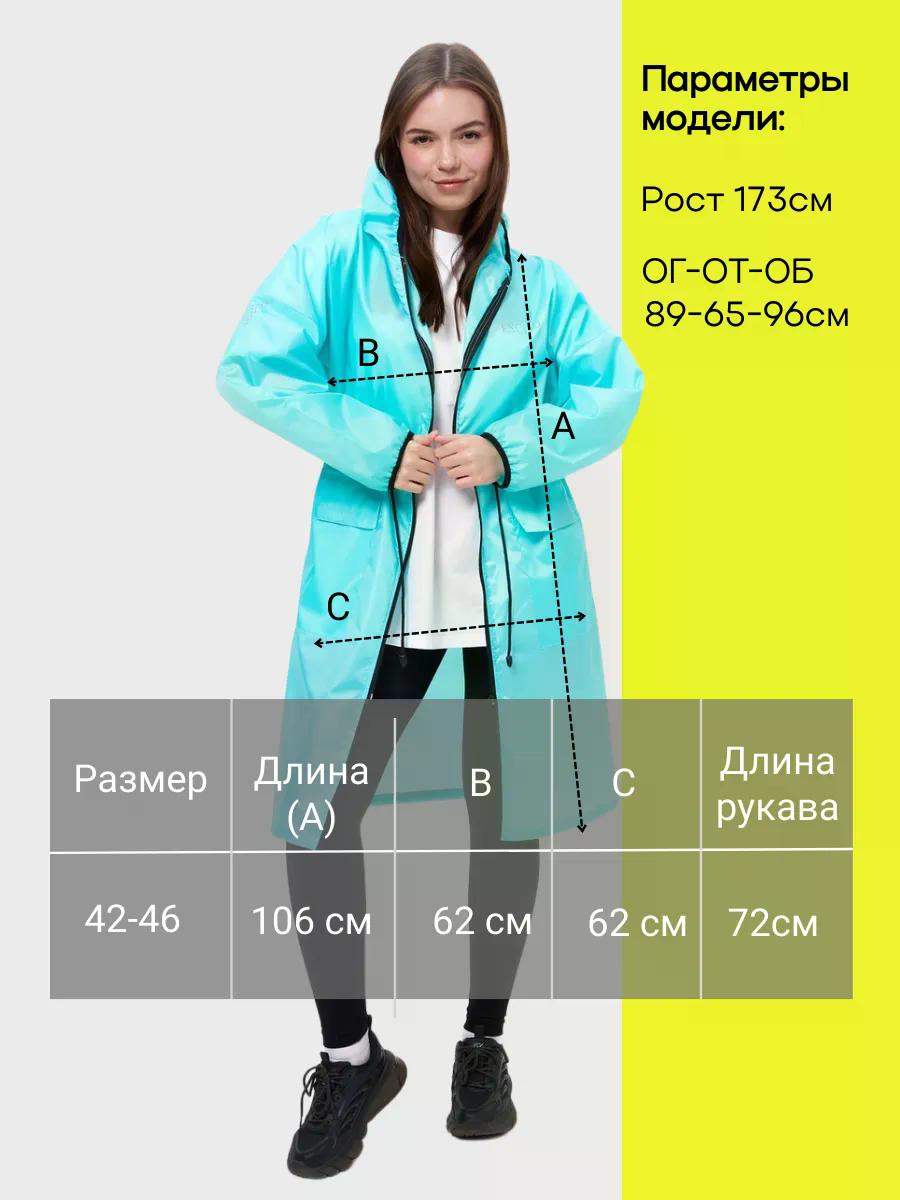 Параметры
модели:
Рост 173см
ОГ-ОТ-ОБ
89-65-96см
B
A
C
Размер
Длина
(А)
В
С
Длина
рукава
42-46
106 см
62 см
62 см
72см